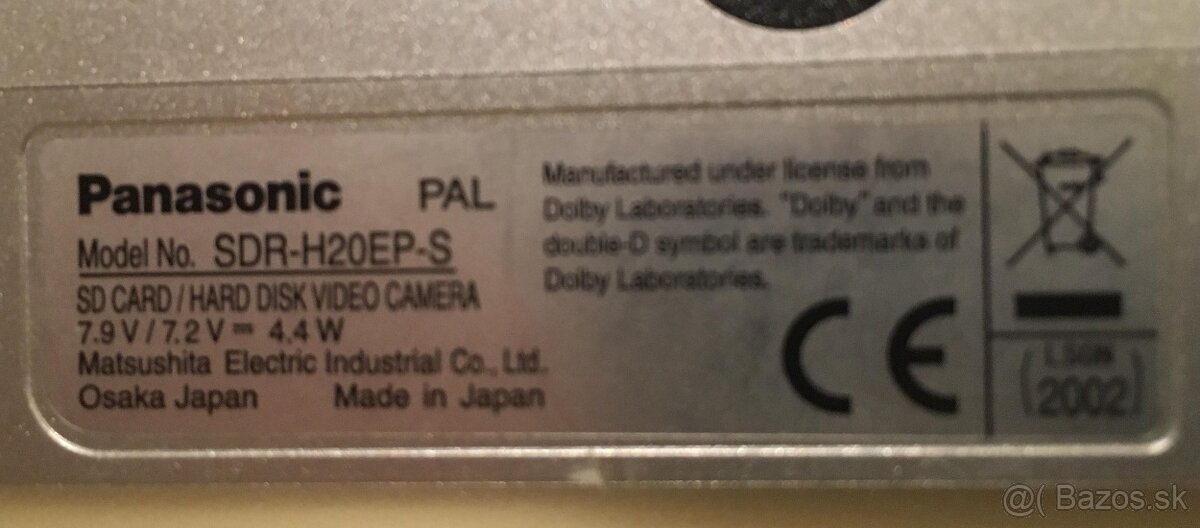 Panasonic PAL
Model No. SDR-H20EP-S
SD CARD / HARD DISK VIDEO CAMERA
7.9 V / 7.2 V ⎓ 4.4 W
Matsushita Electric Industrial Co., Ltd.
Osaka Japan Made in Japan
Manufactured under license from
Dolby Laboratories. "Dolby" and the
double-D symbol are trademarks of
Dolby Laboratories.
CE
(2002)
@( Bazos.sk